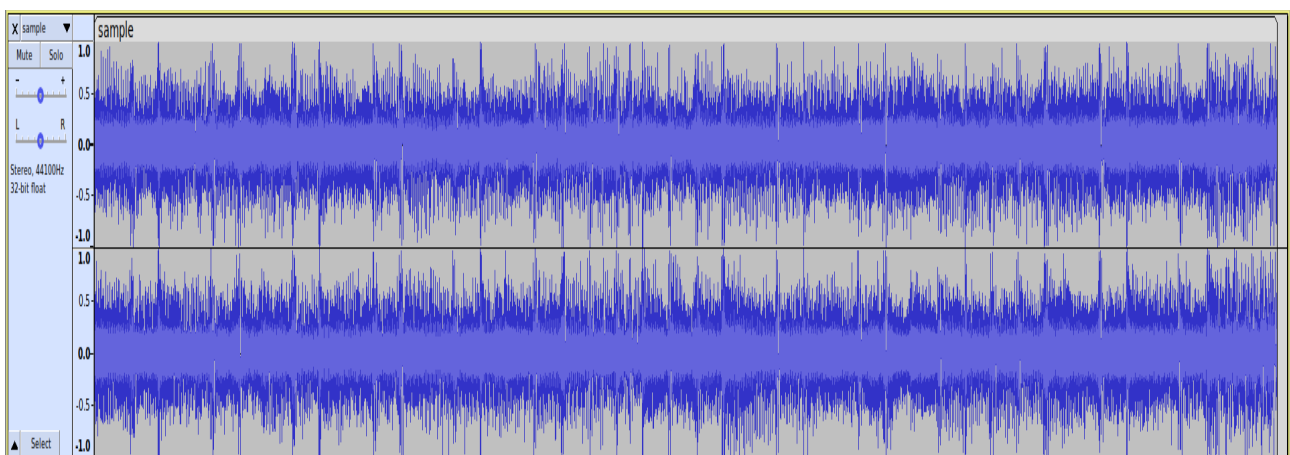 X sample ▼
Mute Solo
- +
L R
Stereo, 44100Hz
32-bit float
▲ Select
1.0
0.5-
0.0-
-0.5-
-1.0
1.0
0.5-
0.0-
-0.5-
-1.0
sample